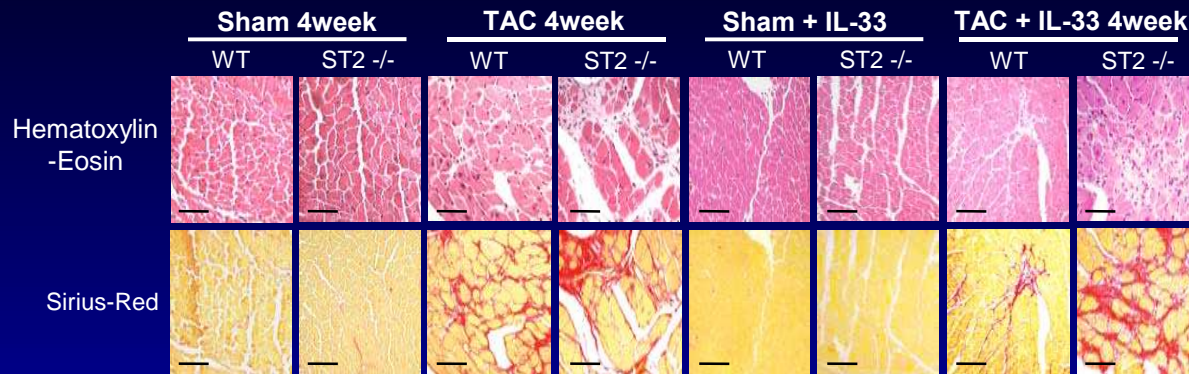 Sham 4week TAC 4week Sham + IL-33 TAC + IL-33 4week
WT ST2 -/- WT ST2 -/- WT ST2 -/- WT ST2 -/-
Hematoxylin
-Eosin
Sirius-Red